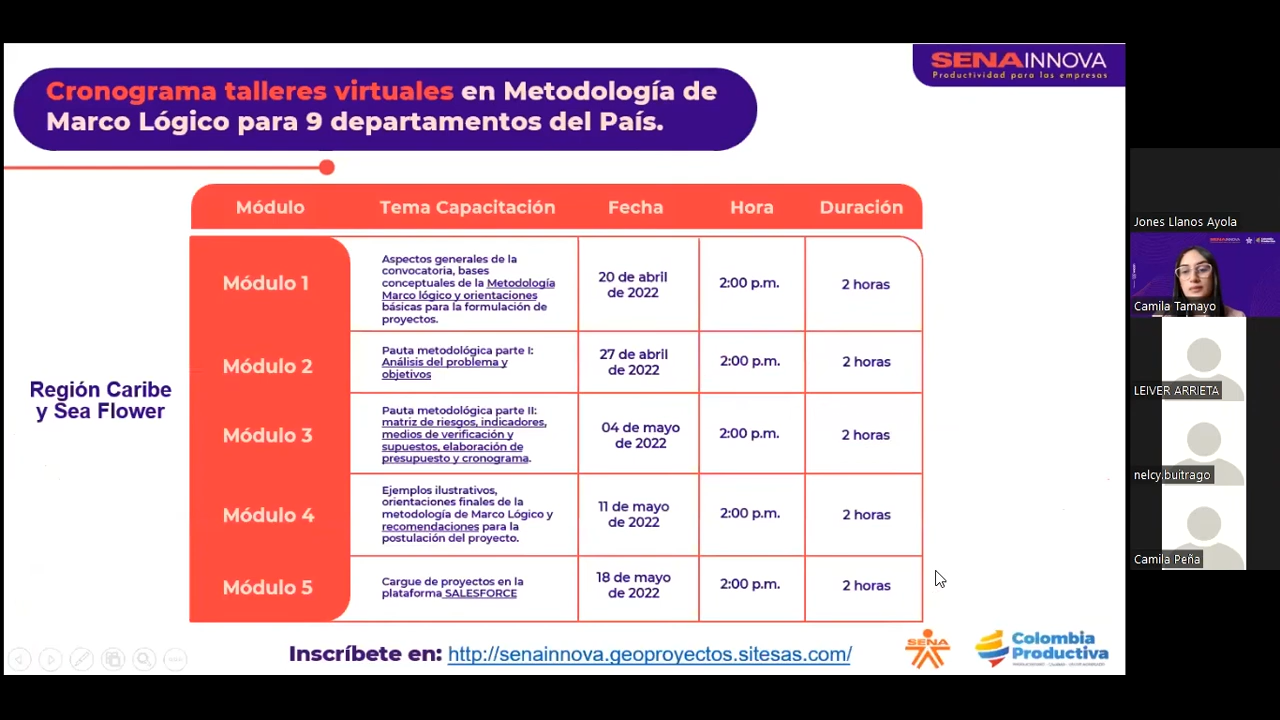 SENAINNOVA
Productividad para las empresas
Cronograma talleres virtuales en Metodología de
Marco Lógico para 9 departamentos del País.
Módulo
Tema Capacitación
Fecha
Hora
Duración
Región Caribe
y Sea Flower
Módulo 1
Aspectos generales de la
convocatoria, bases
conceptuales de la Metodología
Marco lógico y orientaciones
básicas para la formulación de
proyectos.
20 de abril
de 2022
2:00 p.m.
2 horas
Módulo 2
Pauta metodológica parte I:
Análisis del problema y
objetivos
27 de abril
de 2022
2:00 p.m.
2 horas
Módulo 3
Pauta metodológica parte II:
matriz de riesgos, indicadores,
medios de verificación y
supuestos, elaboración de
presupuesto y cronograma.
04 de mayo
de 2022
2:00 p.m.
2 horas
Módulo 4
Ejemplos ilustrativos,
orientaciones finales de la
metodología de Marco Lógico y
recomendaciones para la
postulación del proyecto.
11 de mayo
de 2022
2:00 p.m.
2 horas
Módulo 5
Cargue de proyectos en la
plataforma SALESFORCE
18 de mayo
de 2022
2:00 p.m.
2 horas
Inscríbete en: http://senainnova.geoproyectos.sitesas.com/
SENA
Colombia
Productiva
Jones Llanos Ayola
Camila Tamayo
LEIVER ARRIETA
nelcy.buitrago
Camila Peña